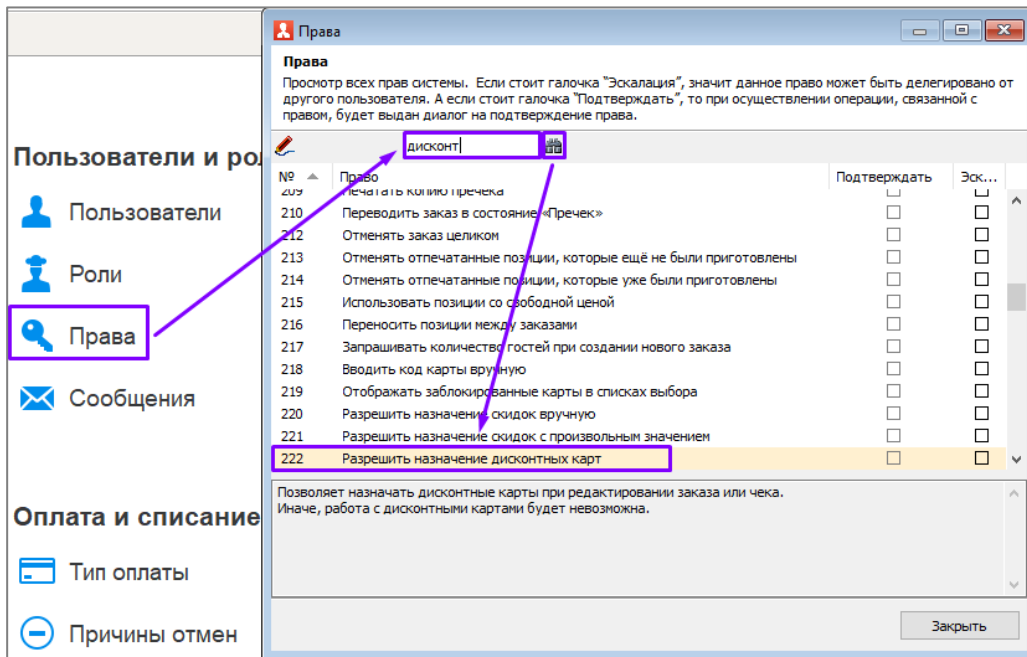 Права
Права
Просмотр всех прав системы. Если стоит галочка "Эскалация", значит данное право может быть делегировано от
другого пользователя. А если стоит галочка "Подтверждать", то при осуществлении операции, связанной с
правом, будет выдан диалог на подтверждение права.
Пользователи и рол
Пользователи
Роли
Права
Сообщения
Оплата и списание
Тип оплаты
Причины отмен
дисконт
№ Право Подтверждать Эск...
209 Печатать копию пречека
210 Переводить заказ в состояние «Пречек»
212 Отменять заказ целиком
213 Отменять отпечатанные позиции, которые ещё не были приготовлены
214 Отменять отпечатанные позиции, которые уже были приготовлены
215 Использовать позиции со свободной ценой
216 Переносить позиции между заказами
217 Запрашивать количество гостей при создании нового заказа
218 Вводить код карты вручную
219 Отображать заблокированные карты в списках выбора
220 Разрешить назначение скидок вручную
221 Разрешить назначение скидок с произвольным значением
222 Разрешить назначение дисконтных карт
Позволяет назначать дисконтные карты при редактировании заказа или чека.
Иначе, работа с дисконтными картами будет невозможна.
Закрыть